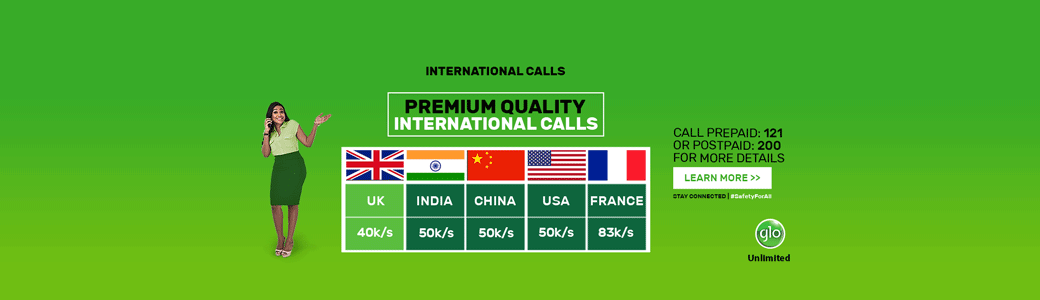 INTERNATIONAL CALLS
PREMIUM QUALITY
INTERNATIONAL CALLS
UK INDIA CHINA USA FRANCE
40k/s 50k/s 50k/s 50k/s 83k/s
CALL PREPAID: 121
OR POSTPAID: 200
FOR MORE DETAILS
LEARN MORE >>
STAY CONNECTED | #SafetyForAll
glo
Unlimited